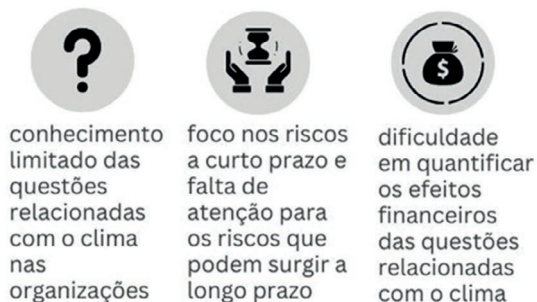 ?
$
conhecimento
limitado das
questões
relacionadas
com o clima
nas
organizações
foco nos riscos
a curto prazo e
falta de
atenção para
os riscos que
podem surgir a
longo prazo
dificuldade
em quantificar
os efeitos
financeiros
das questões
relacionadas
com o clima